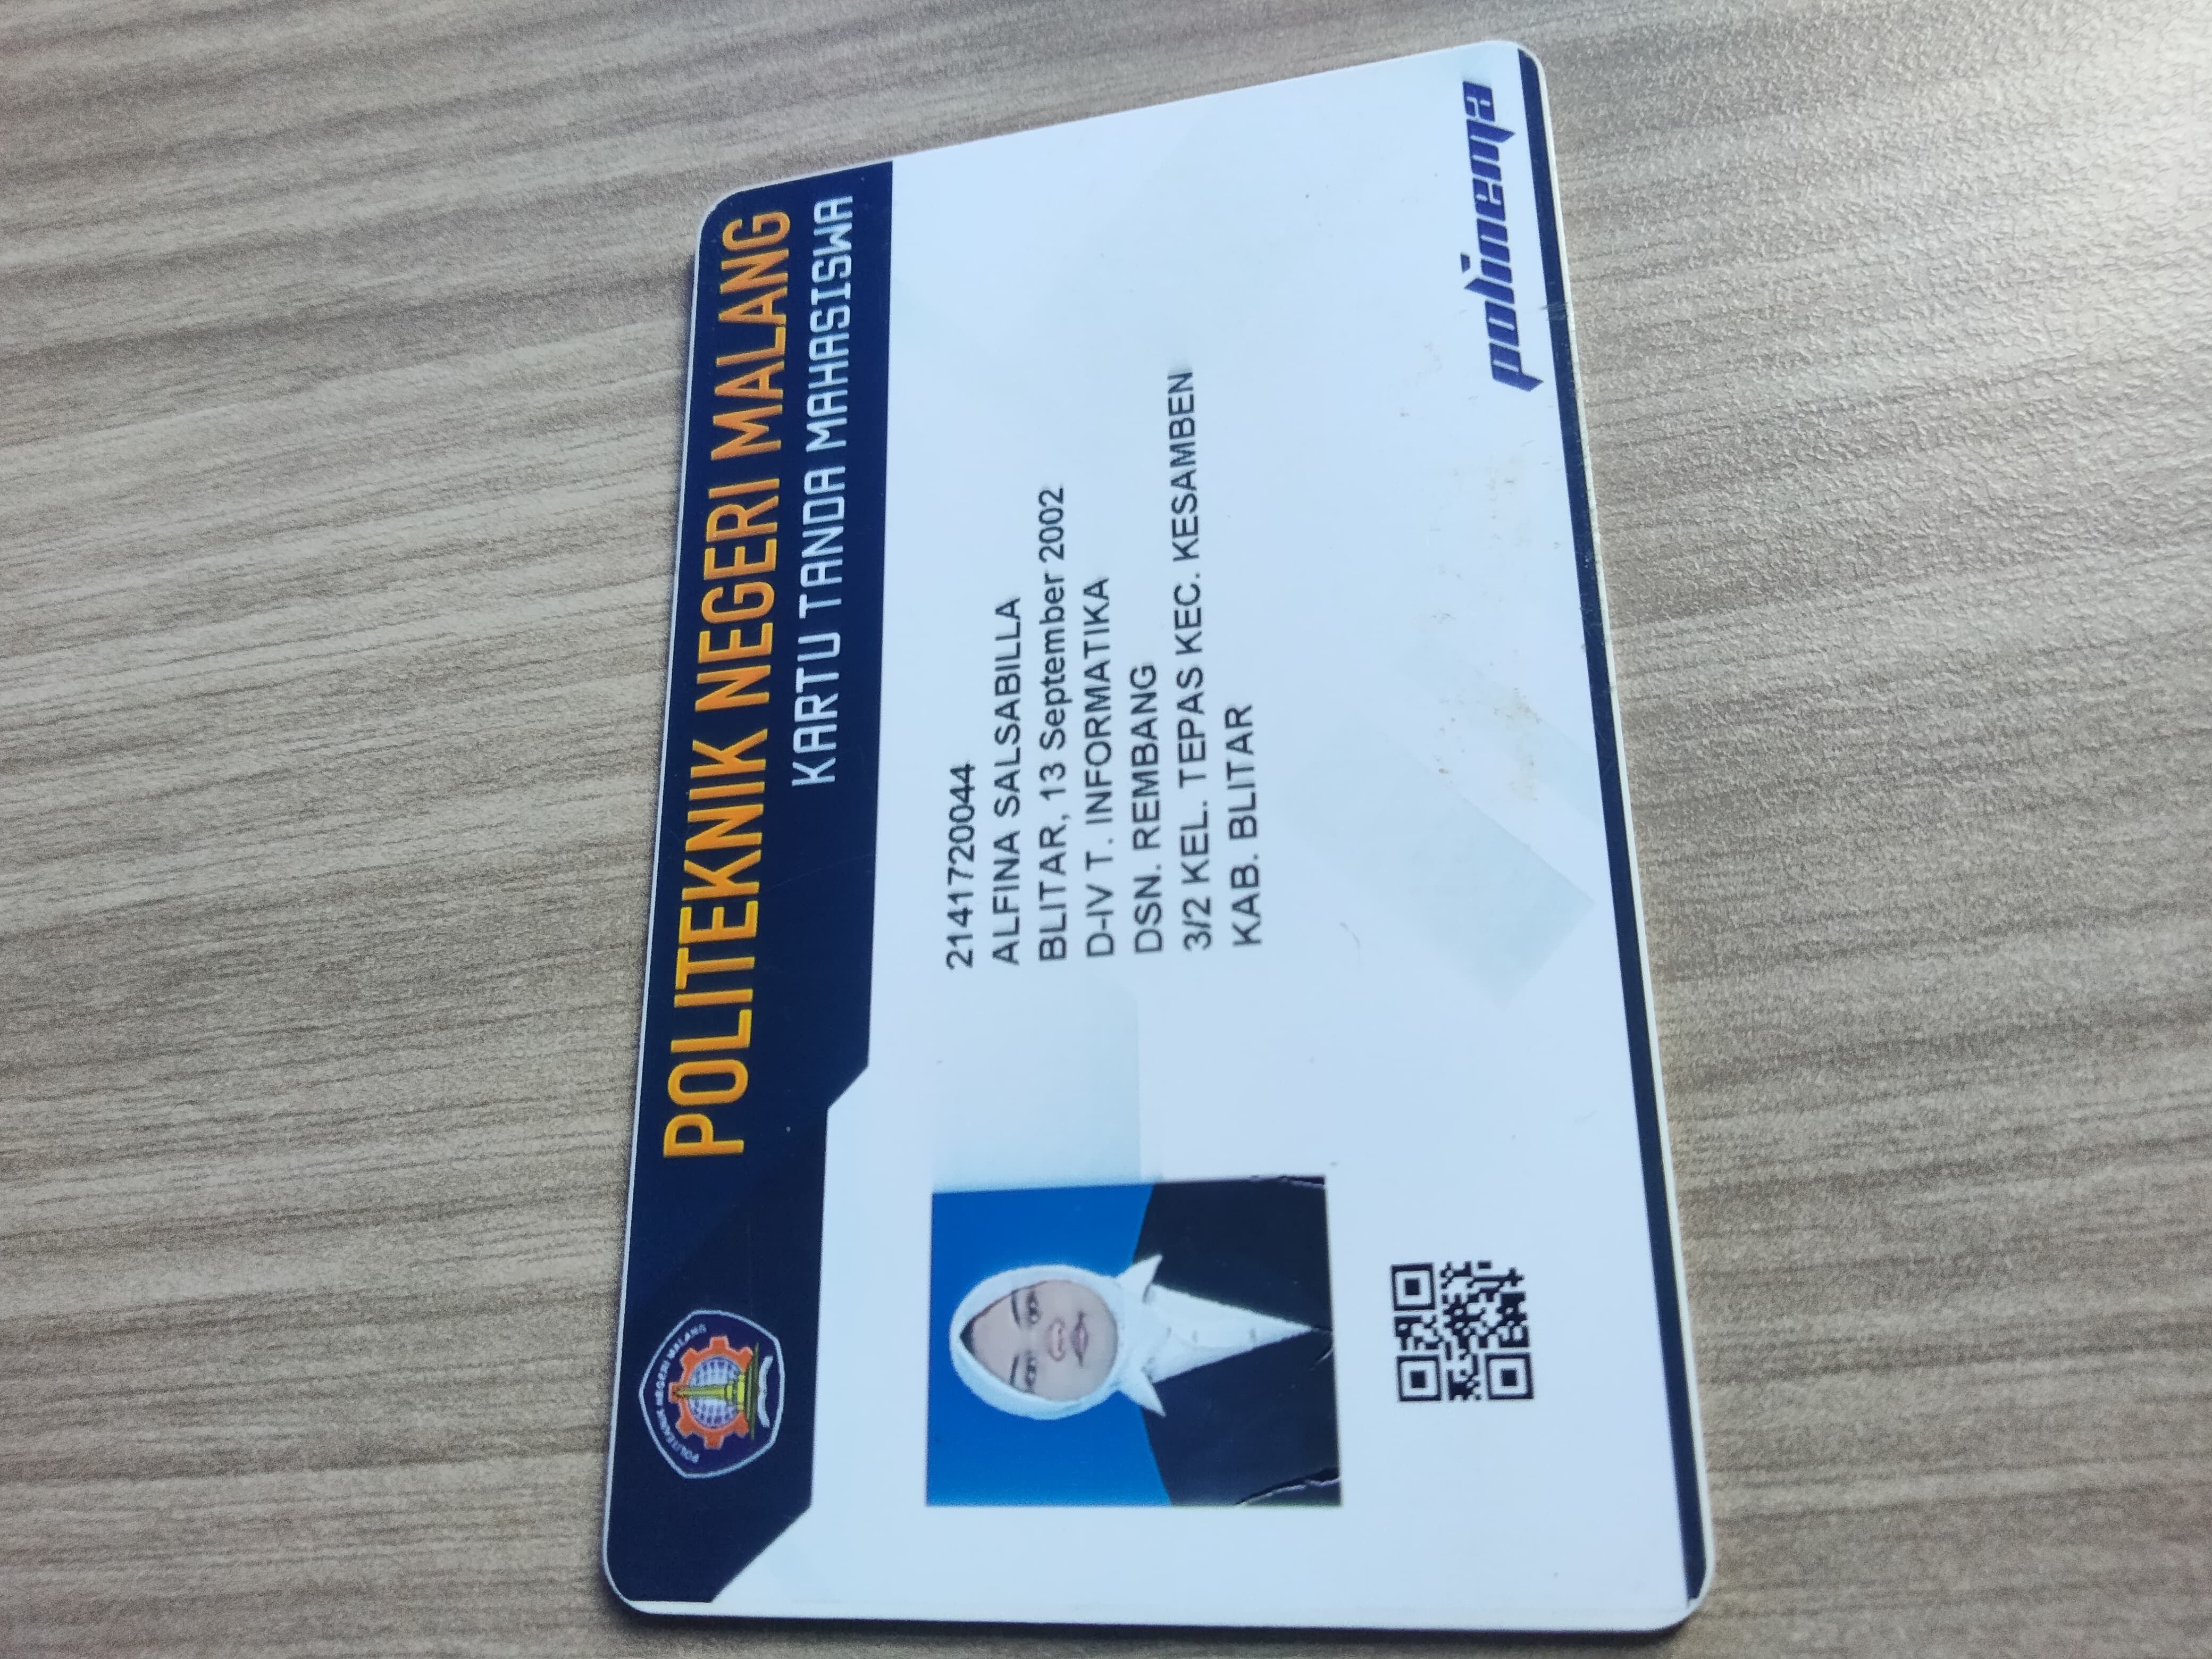 POLITEKNIK NEGERI MALANG
KARTU TANDA MAHASISWA
POLITEKNIK NEGERI MALANG
2141720044
ALFINA SALSABILLA
BLITAR, 13 September 2002
D-IV T. INFORMATIKA
DSN. REMBANG
3/2 KEL. TEPAS KEC. KESAMBEN
KAB. BLITAR
polinema